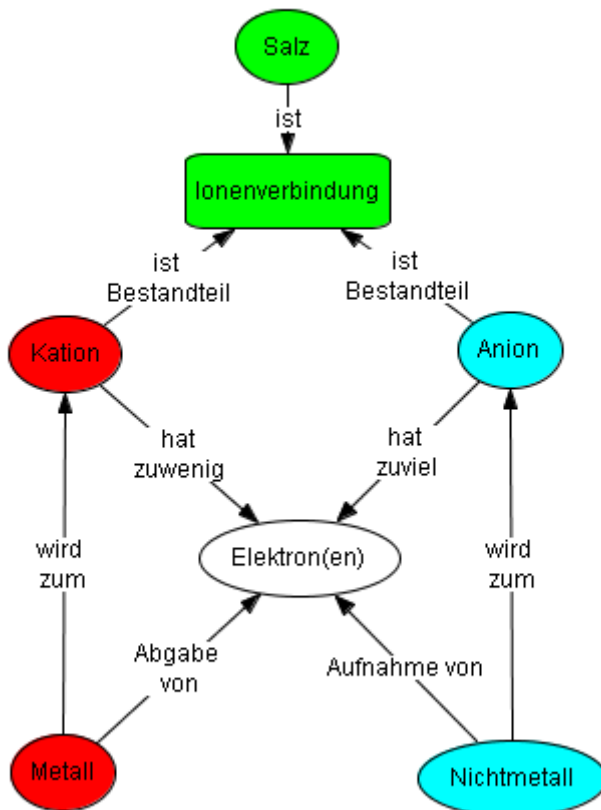 Salz
ist
Ionenverbindung
ist
Bestandteil
ist
Bestandteil
Kation
Anion
hat
zuwenig
hat
zuviel
Elektron(en)
wird
zum
wird
zum
Abgabe
von
Aufnahme von
Metall
Nichtmetall